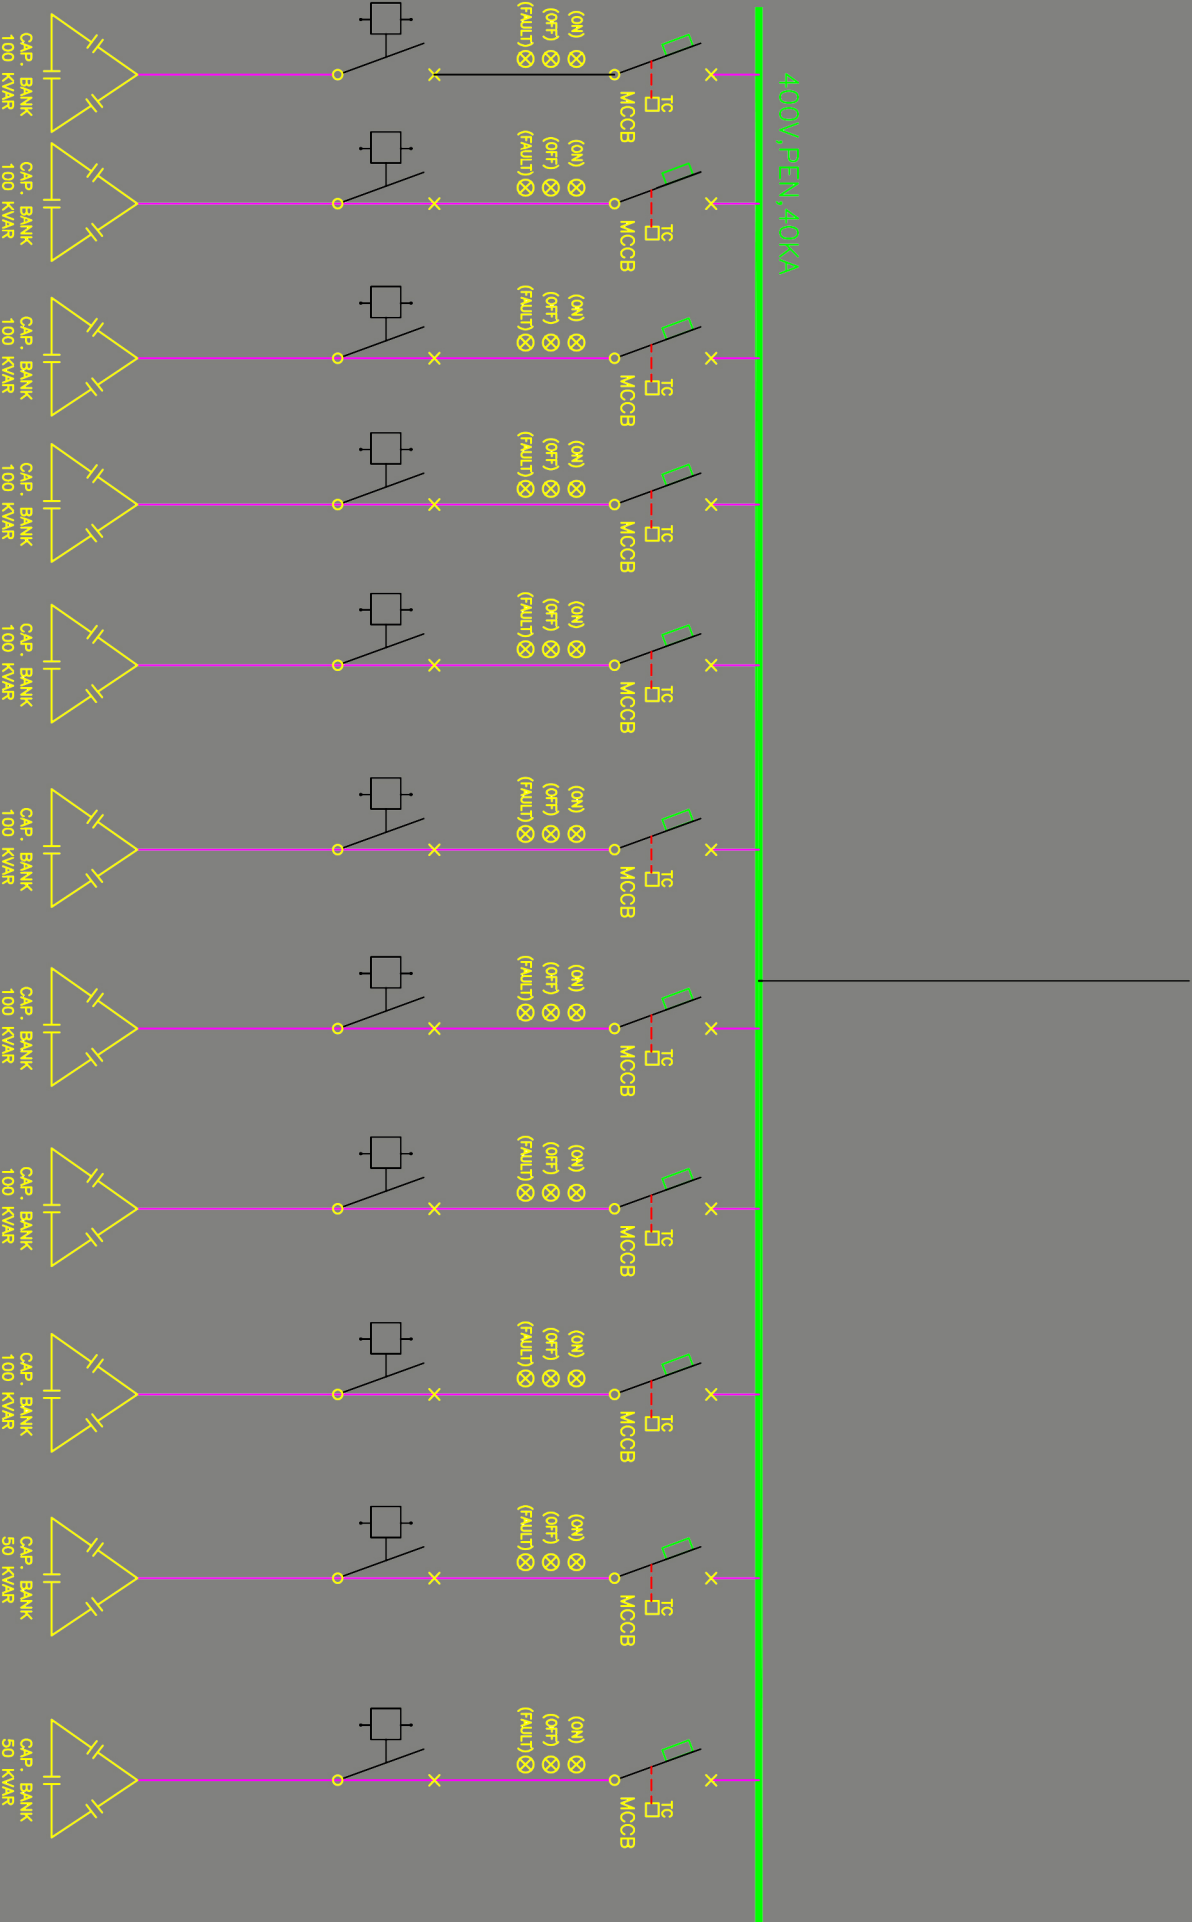 400V,PEN,40KA
(ON)
(OFF)
(FAULT)
TC
MCCB
CAP. BANK
100 KVAR
(ON)
(OFF)
(FAULT)
TC
MCCB
CAP. BANK
100 KVAR
(ON)
(OFF)
(FAULT)
TC
MCCB
CAP. BANK
100 KVAR
(ON)
(OFF)
(FAULT)
TC
MCCB
CAP. BANK
100 KVAR
(ON)
(OFF)
(FAULT)
TC
MCCB
CAP. BANK
100 KVAR
(ON)
(OFF)
(FAULT)
TC
MCCB
CAP. BANK
100 KVAR
(ON)
(OFF)
(FAULT)
TC
MCCB
CAP. BANK
100 KVAR
(ON)
(OFF)
(FAULT)
TC
MCCB
CAP. BANK
100 KVAR
(ON)
(OFF)
(FAULT)
TC
MCCB
CAP. BANK
100 KVAR
(ON)
(OFF)
(FAULT)
TC
MCCB
CAP. BANK
50 KVAR
(ON)
(OFF)
(FAULT)
TC
MCCB
CAP. BANK
50 KVAR